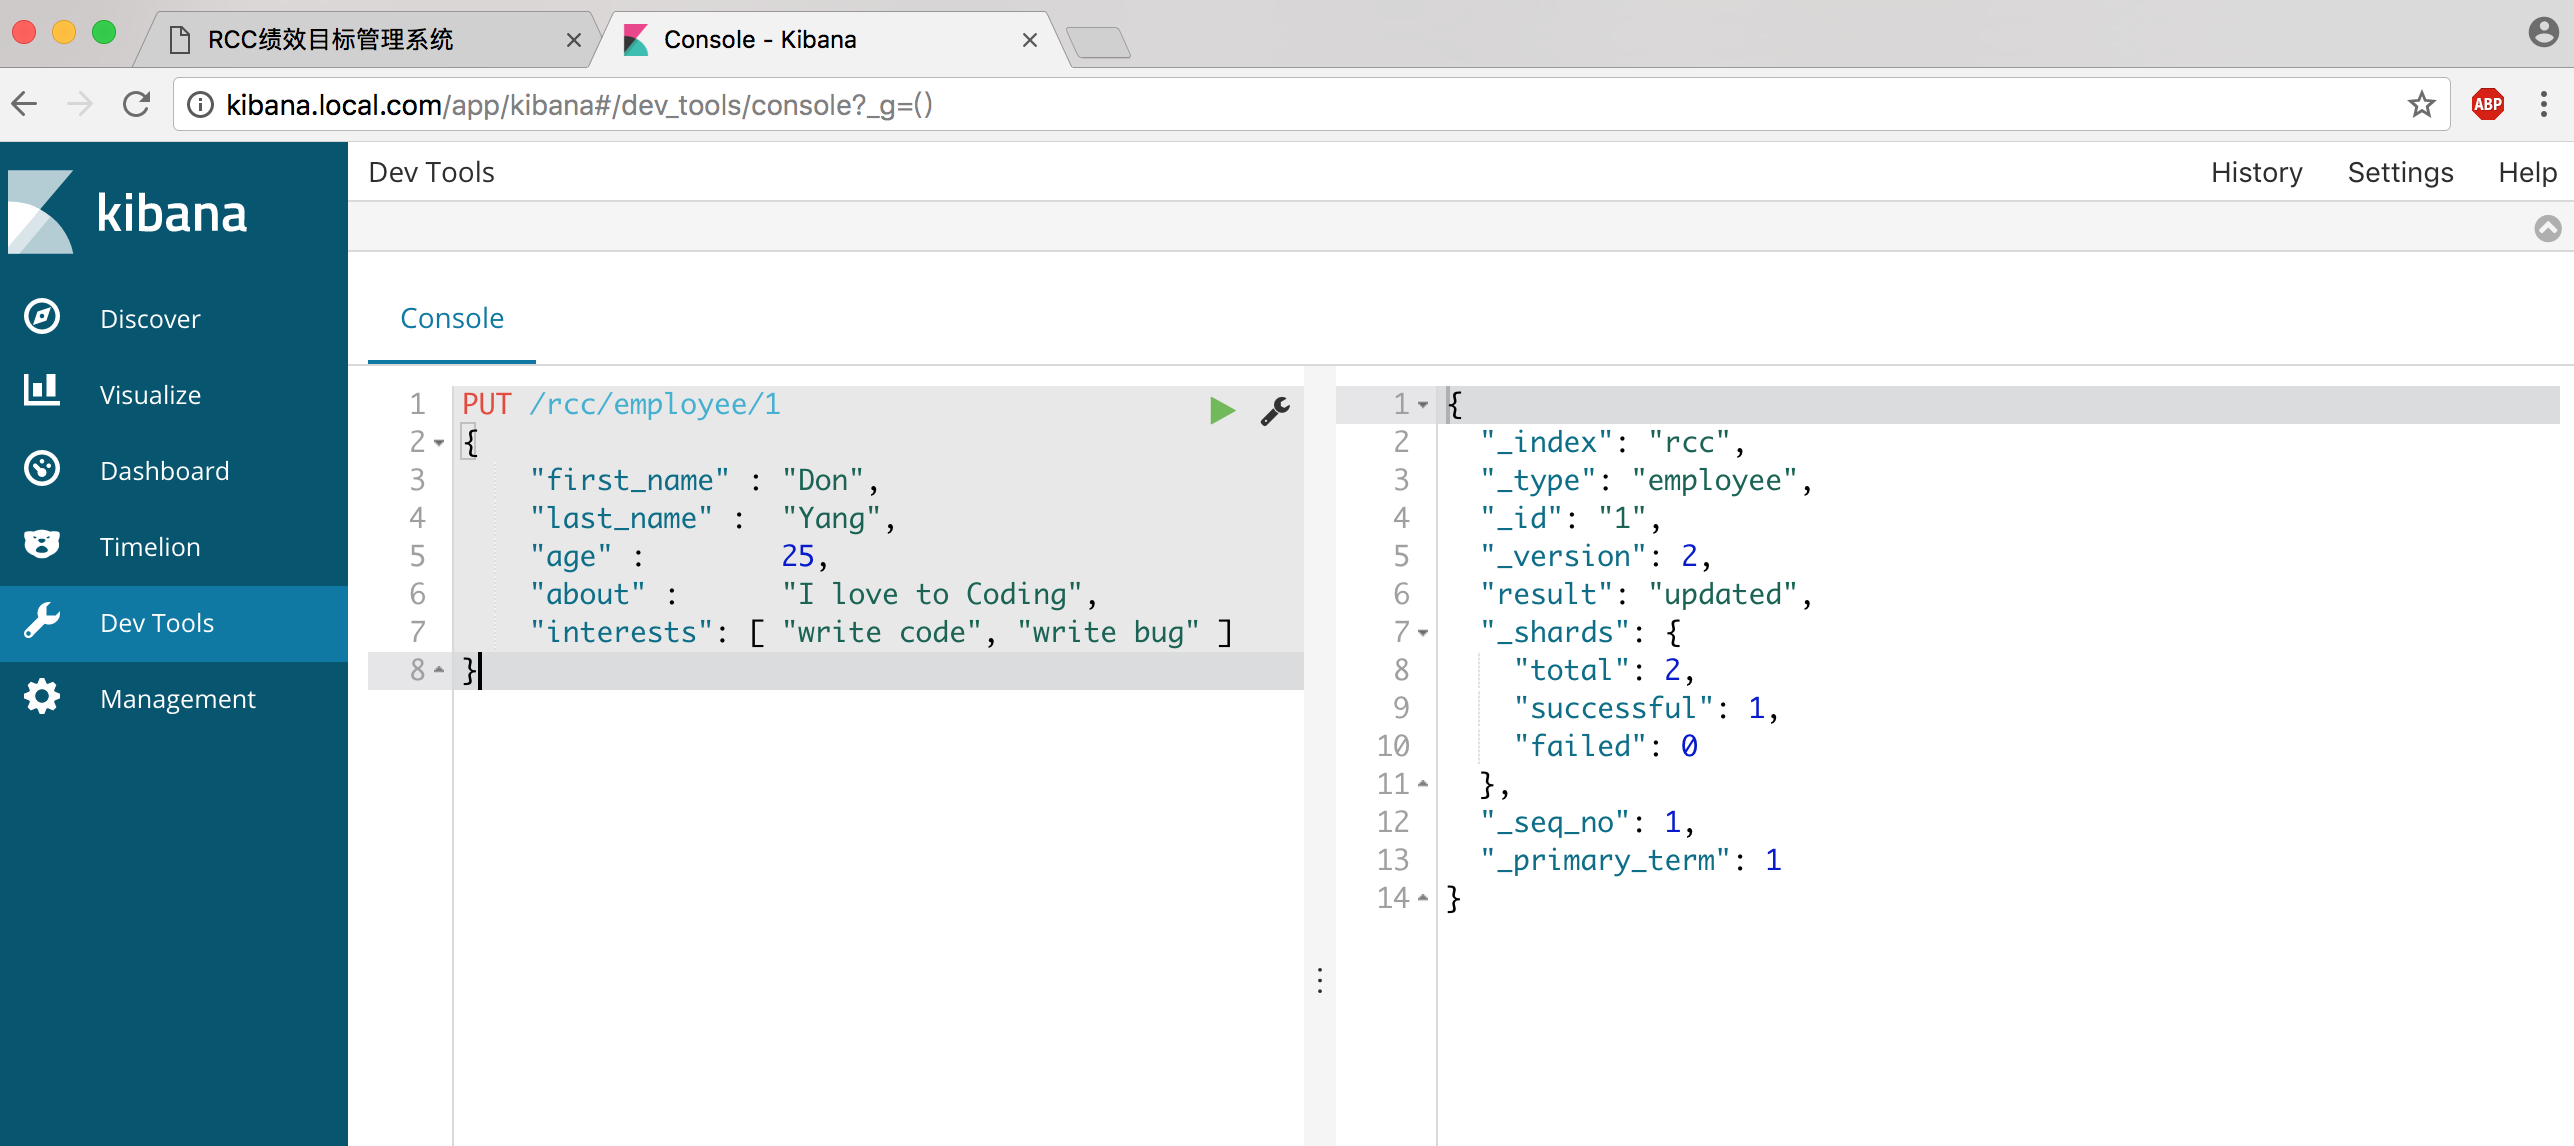 RCC绩效目标管理系统
Console - Kibana
kibana.local.com/app/kibana#/dev_tools/console?_g=()
ABP
kibana
Discover
Visualize
Dashboard
Timelion
Dev Tools
Management
Dev Tools
History Settings Help
Console
1 PUT /rcc/employee/1
2 {
3 "first_name" : "Don",
4 "last_name" : "Yang",
5 "age" : 25,
6 "about" : "I love to Coding",
7 "interests": [ "write code", "write bug" ]
8 }
1 {
2 "_index": "rcc",
3 "_type": "employee",
4 "_id": "1",
5 "_version": 2,
6 "result": "updated",
7 "_shards": {
8 "total": 2,
9 "successful": 1,
10 "failed": 0
11 },
12 "_seq_no": 1,
13 "_primary_term": 1
14 }